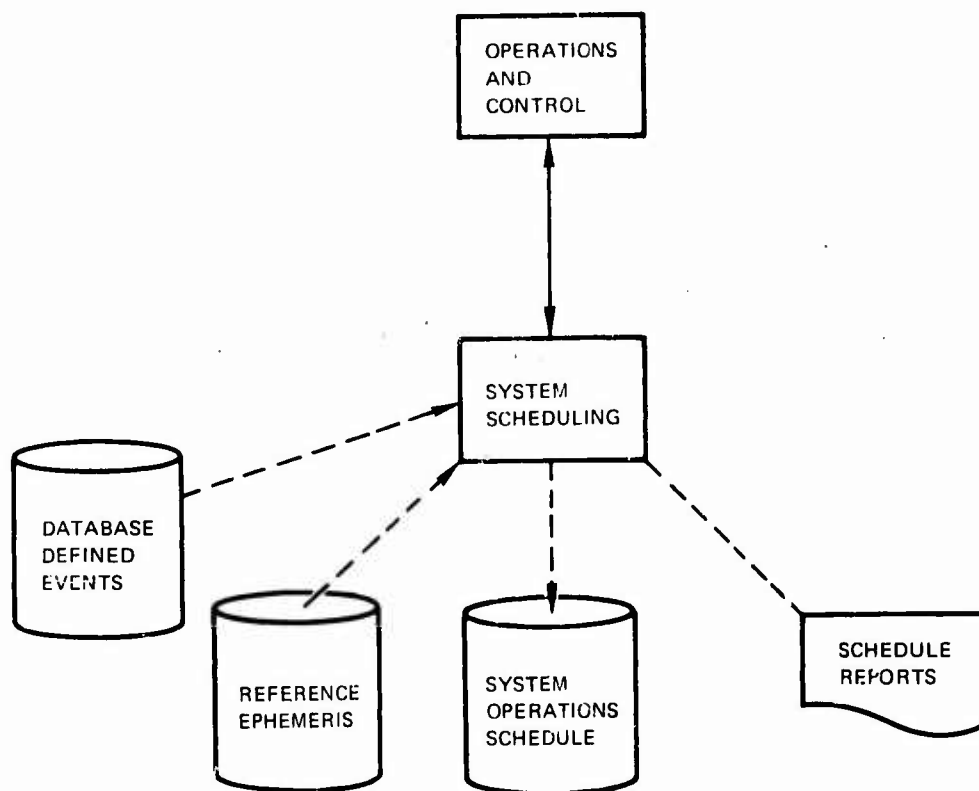 OPERATIONS
AND
CONTROL
SYSTEM
SCHEDULING
DATABASE
DEFINED
EVENTS
REFERENCE
EPHEMERIS
SYSTEM
OPERATIONS
SCHEDULE
SCHEDULE
REPORTS